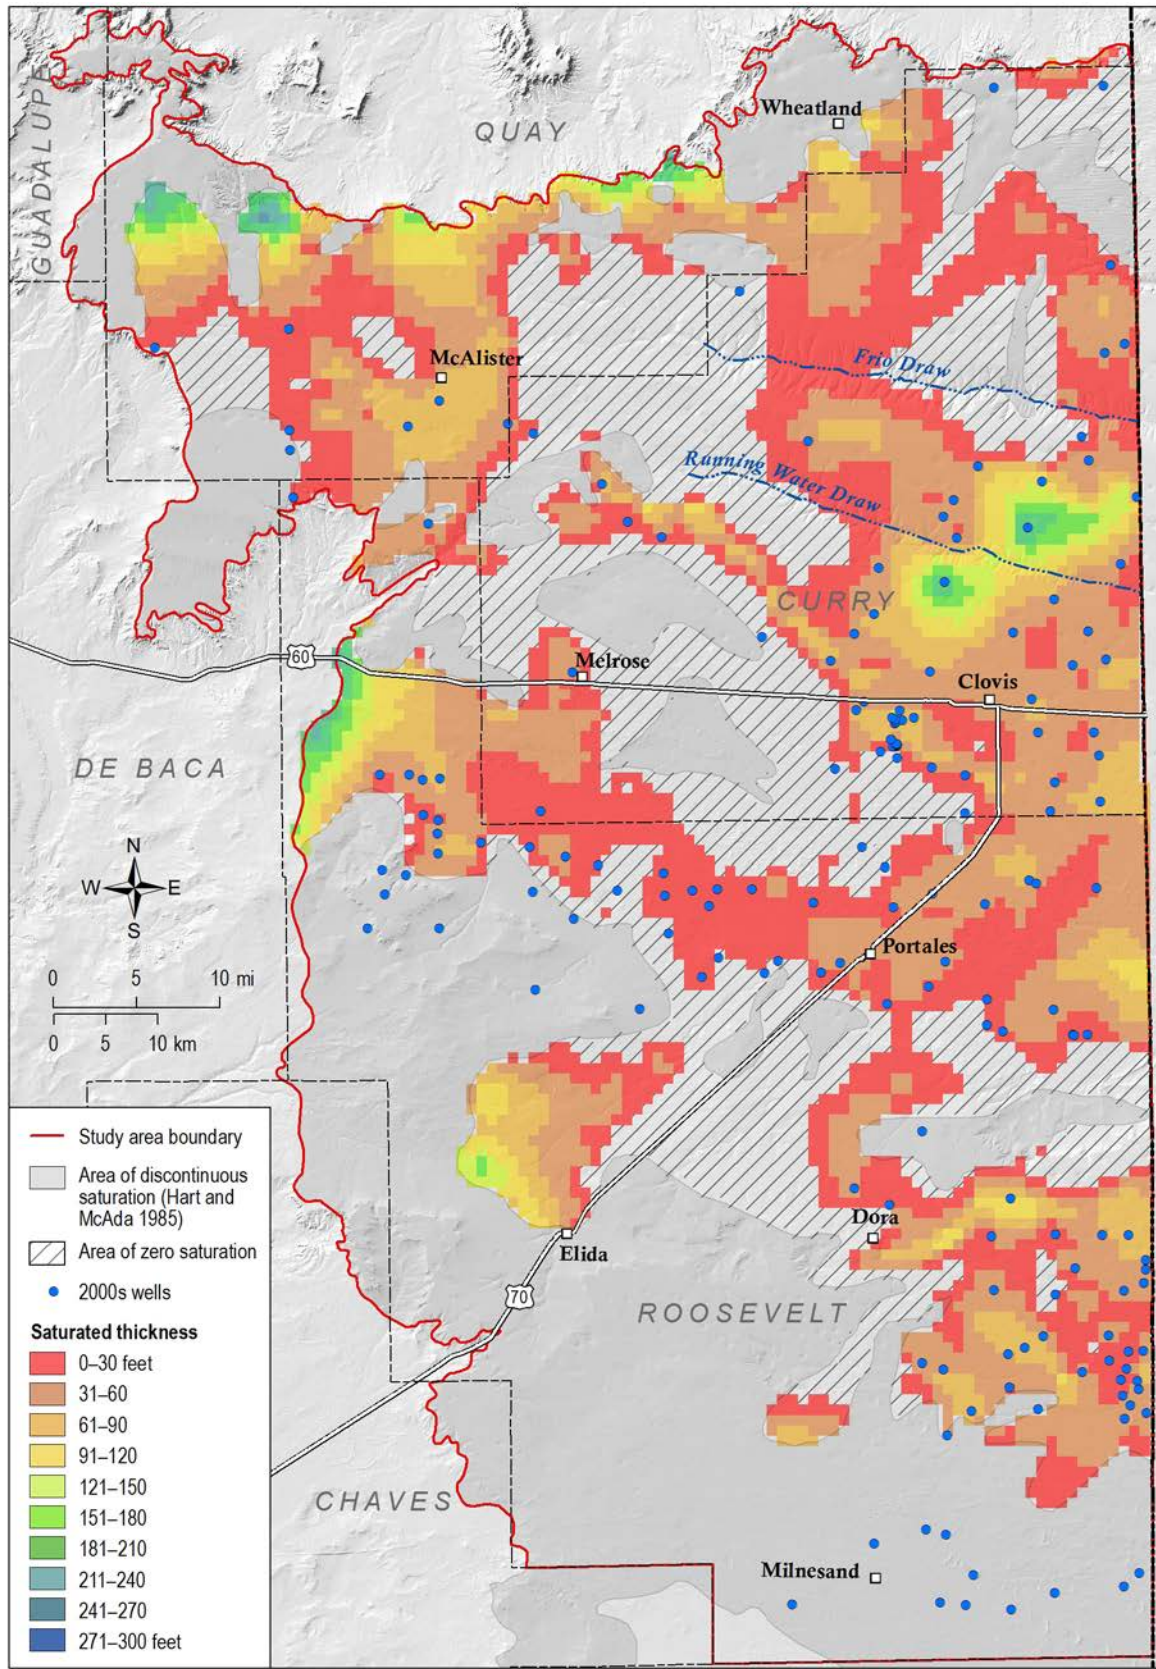 GUADALUPE
QUAY
Wheatland
McAlister
Frio Draw
Running Water Draw
CURRY
60
Melrose
Clovis
DE BACA
N
W E
S
0 5 10 mi
0 5 10 km
Portales
Study area boundary
Area of discontinuous
saturation (Hart and
McAda 1985)
Area of zero saturation
2000s wells
Saturated thickness
0–30 feet
31–60
61–90
91–120
121–150
151–180
181–210
211–240
241–270
271–300 feet
Dora
Elida
70
ROOSEVELT
CHAVES
Milnesand